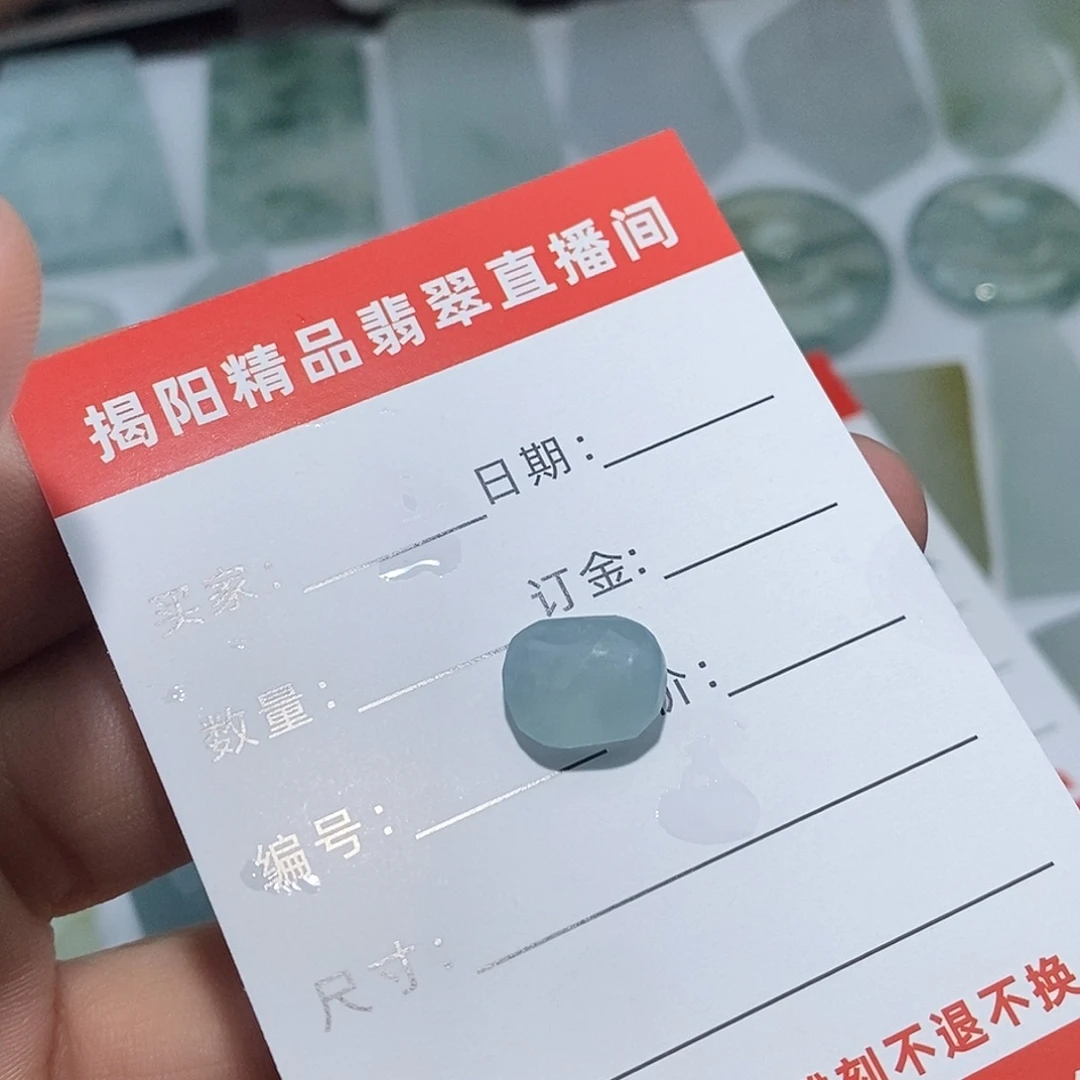 揭阳精品翡翠直播间
买家： 日期：
数量： 订金：
编号： 价：
尺寸：
刻不退不换